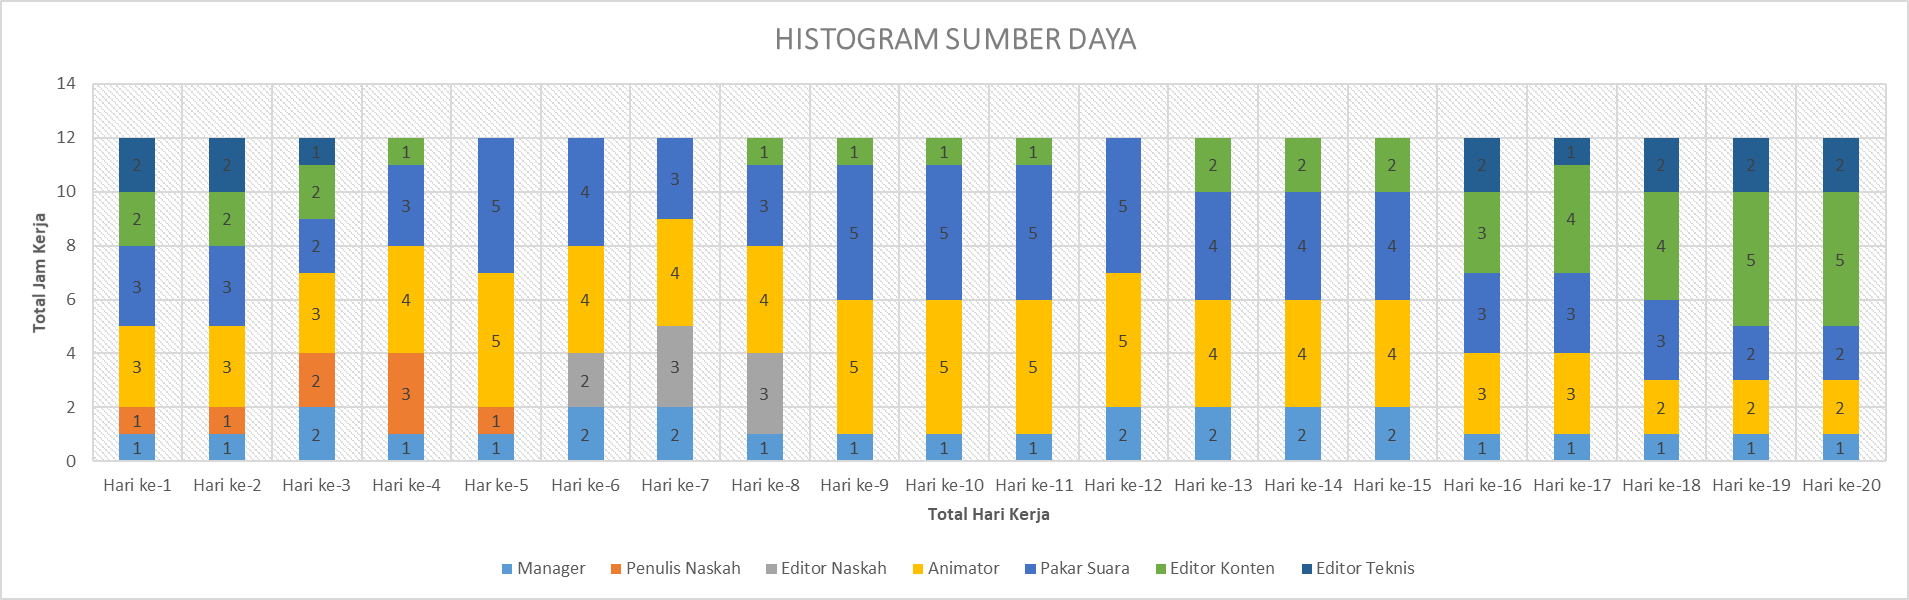 HISTOGRAM SUMBER DAYA
Total Jam Kerja
14
12
10
8
6
4
2
0
2 2 1 1 1 1 1 1 2 1 2 2 2
2 2 2 3 5 4 3 3 5 5 5 5 2 2 2 3 4 4 5 5
3 3 2 4 5 4 4 4 5 5 5 5 4 4 4 3 3 3 2 2
3 3 3 3 1 2 3 3 1 1 1 2 4 4 4 3 3 2 2 2
1 1 2 1 1 2 2 1 2 2 2 1 1 1 1 1
1 1 2
Hari ke-1 Hari ke-2 Hari ke-3 Hari ke-4 Har ke-5 Hari ke-6 Hari ke-7 Hari ke-8 Hari ke-9 Hari ke-10 Hari ke-11 Hari ke-12 Hari ke-13 Hari ke-14 Hari ke-15 Hari ke-16 Hari ke-17 Hari ke-18 Hari ke-19 Hari ke-20
Total Hari Kerja
Manager Penulis Naskah Editor Naskah Animator Pakar Suara Editor Konten Editor Teknis